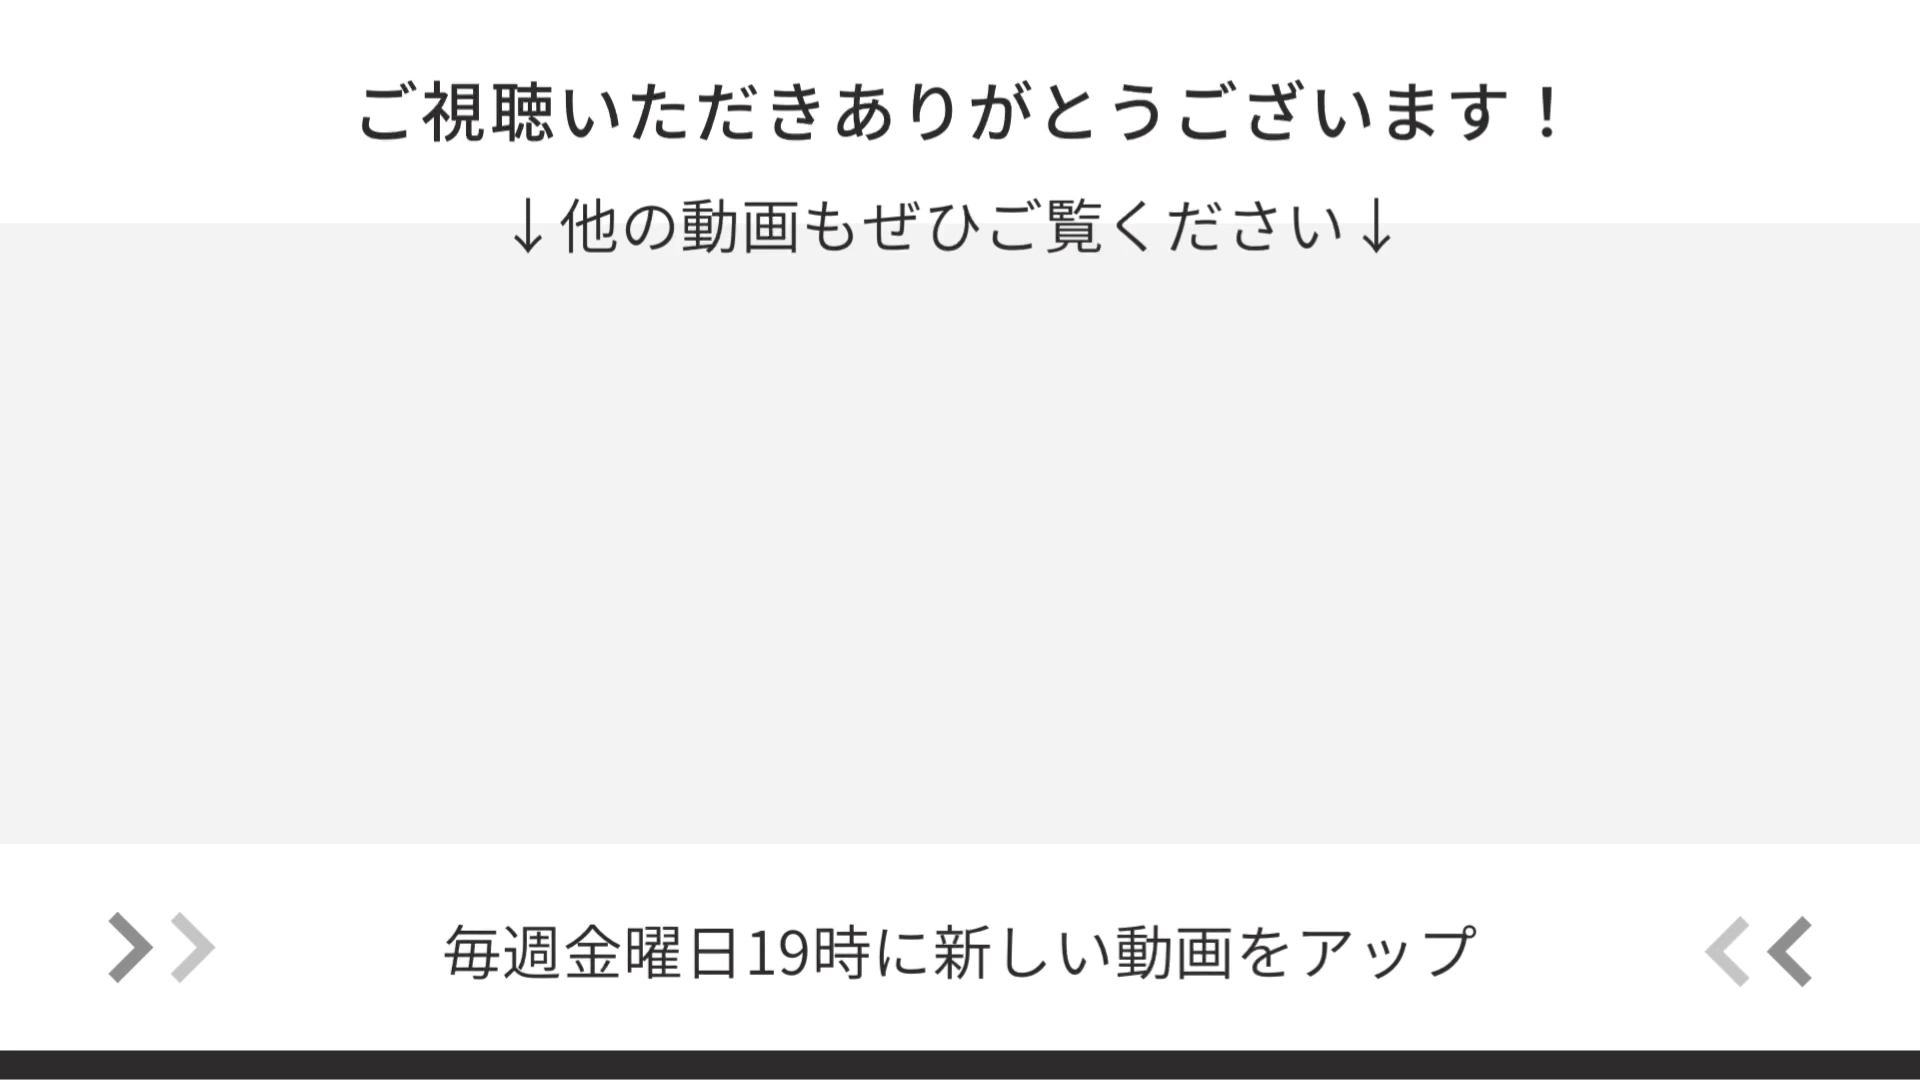 ご視聴いただきありがとうございます！
↓他の動画もぜひご覧ください↓
毎週金曜日19時に新しい動画をアップ